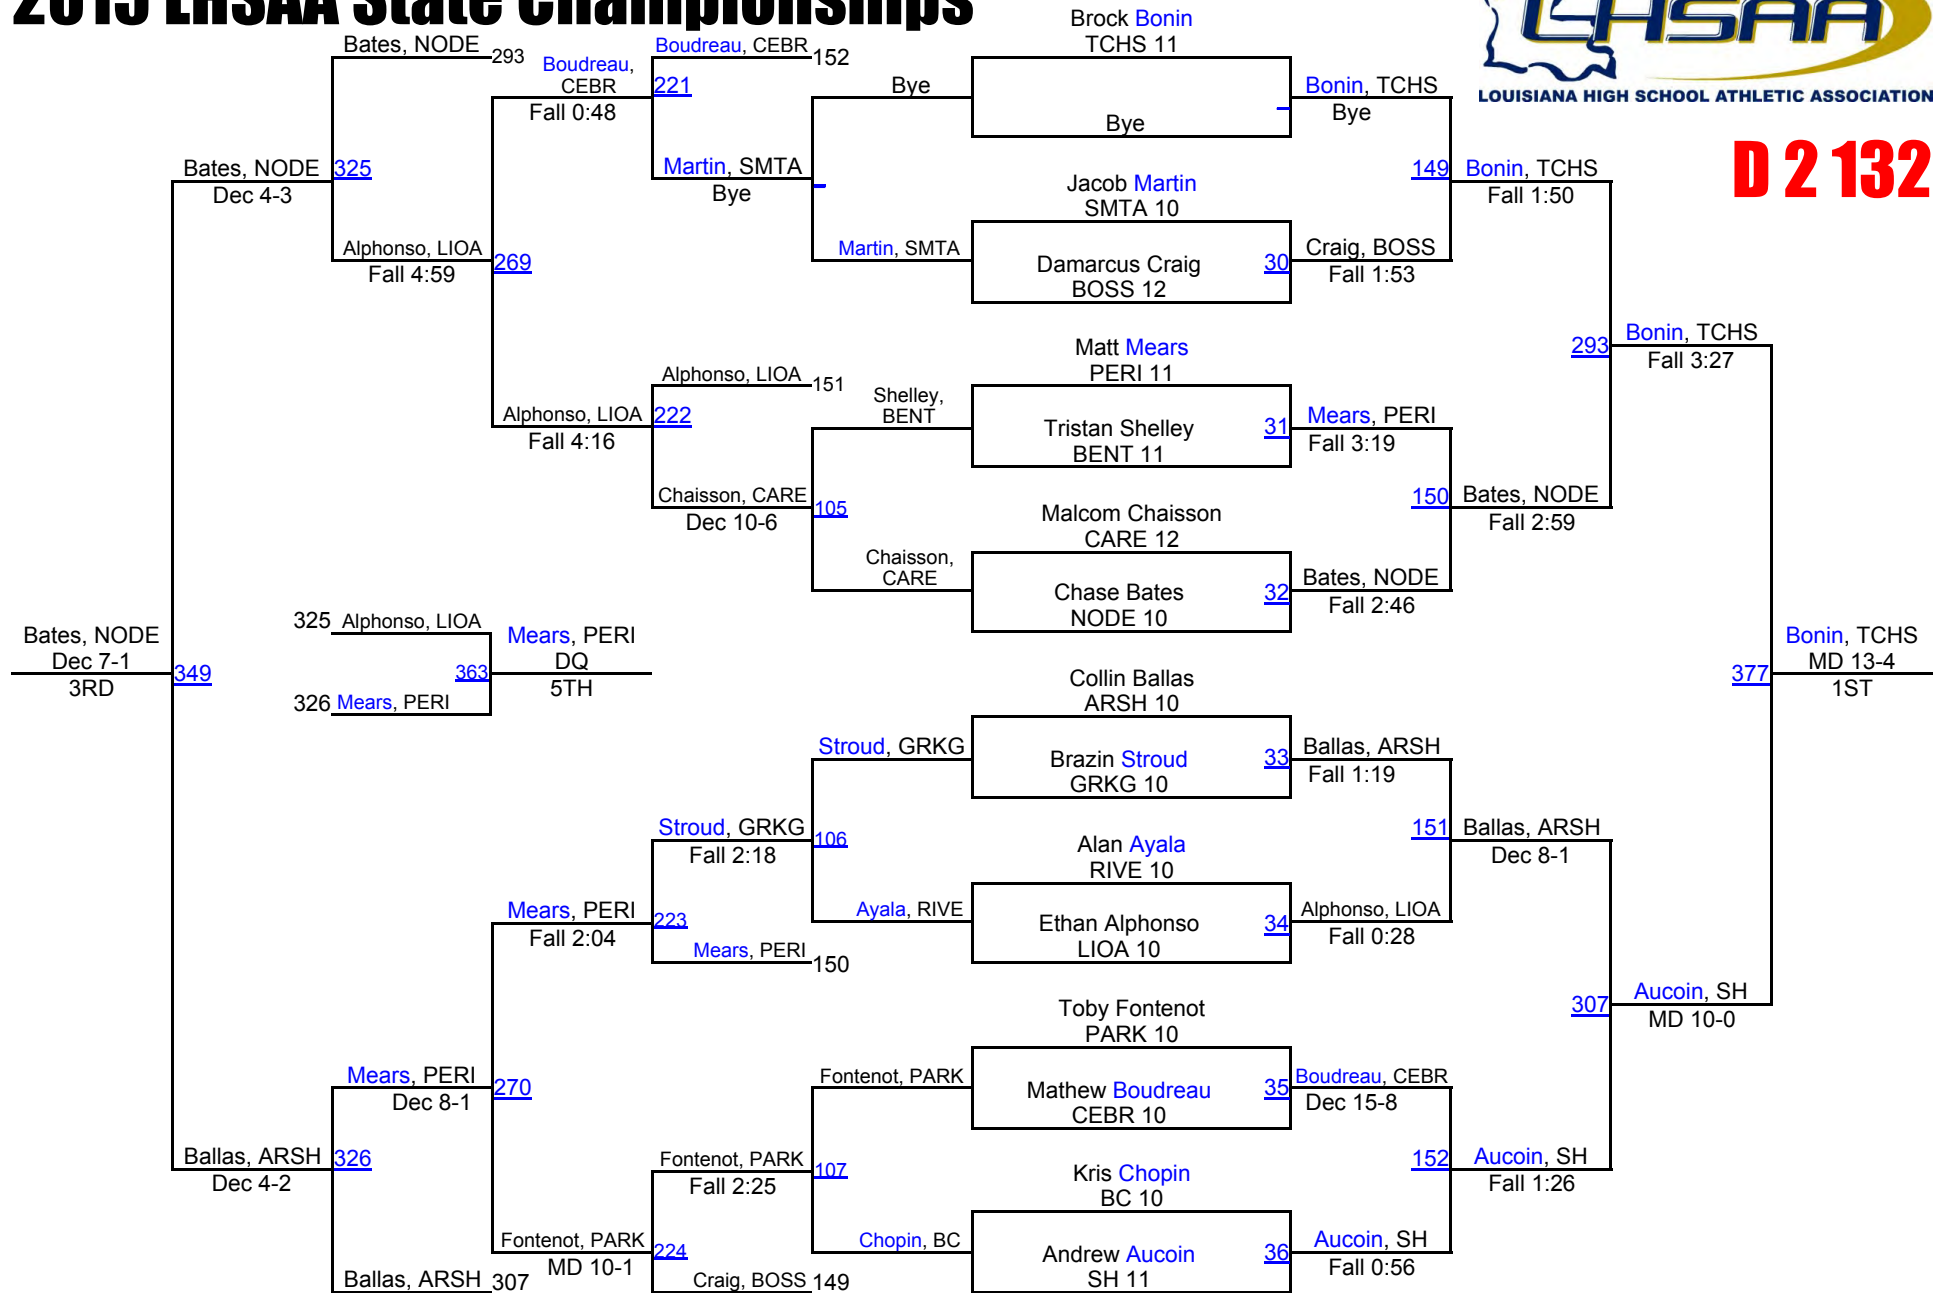 2015 LHSAA State Championships
LHSAA
LOUISIANA HIGH SCHOOL ATHLETIC ASSOCIATION
D 2 132
Brock Bonin
TCHS 11
Bye
Jacob Martin
SMTA 10
Damarcus Craig
BOSS 12
30
Matt Mears
PERI 11
Tristan Shelley
BENT 11
31
Malcom Chaisson
CARE 12
Chase Bates
NODE 10
32
Collin Ballas
ARSH 10
Brazin Stroud
GRKG 10
33
Alan Ayala
RIVE 10
Ethan Alphonso
LIOA 10
34
Toby Fontenot
PARK 10
Mathew Boudreau
CEBR 10
35
Kris Chopin
BC 10
Andrew Aucoin
SH 11
36
Bonin, TCHS
Bye
149
Craig, BOSS
Fall 1:53
Mears, PERI
Fall 3:19
150
Bates, NODE
Fall 2:46
Ballas, ARSH
Fall 1:19
151
Alphonso, LIOA
Fall 0:28
Boudreau, CEBR
Dec 15-8
152
Aucoin, SH
Fall 0:56
Bonin, TCHS
Fall 1:50
293
Bates, NODE
Fall 2:59
Ballas, ARSH
Dec 8-1
307
Aucoin, SH
Fall 1:26
Bonin, TCHS
Fall 3:27
377
Aucoin, SH
MD 10-0
Bonin, TCHS
MD 13-4
1ST
Bye
Martin, SMTA
Shelley,
BENT
105
Chaisson,
CARE
Stroud, GRKG
106
Ayala, RIVE
Fontenot, PARK
107
Chopin, BC
Boudreau, CEBR
152
221
Martin, SMTA
Bye
Alphonso, LIOA
151
222
Chaisson, CARE
Dec 10-6
Stroud, GRKG
Fall 2:18
223
Mears, PERI
150
Fontenot, PARK
Fall 2:25
224
Craig, BOSS
149
Boudreau,
CEBR
Fall 0:48
269
Alphonso, LIOA
Fall 4:16
Mears, PERI
Fall 2:04
270
Fontenot, PARK
MD 10-1
Bates, NODE
293
325
Alphonso, LIOA
Fall 4:59
Mears, PERI
Dec 8-1
326
Ballas, ARSH
307
Bates, NODE
Dec 4-3
349
Ballas, ARSH
Dec 4-2
Bates, NODE
Dec 7-1
3RD
325 Alphonso, LIOA
363
326 Mears, PERI
Mears, PERI
DQ
5TH